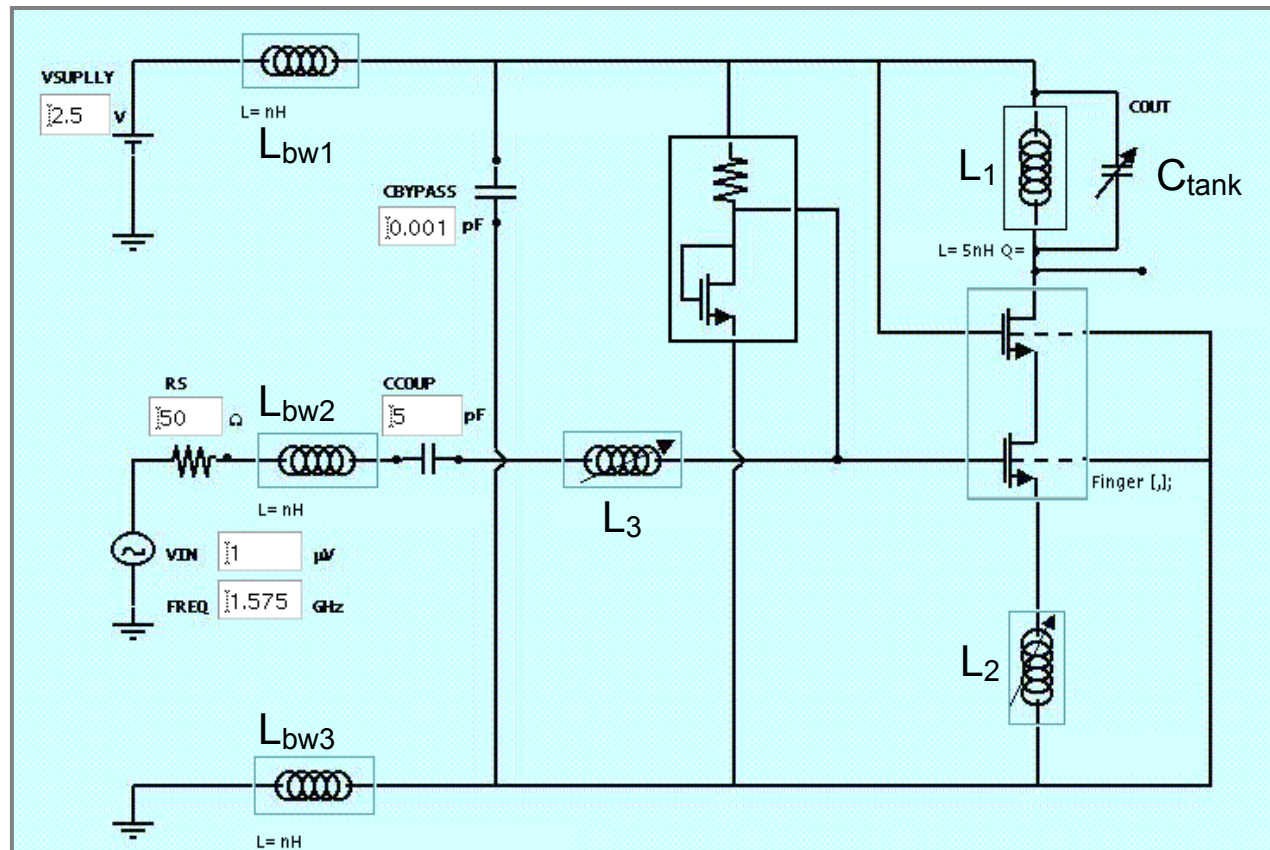 VSUPLLY
2.5 V
L= nH
Lbw1
CBYPASS
0.001 pF
COUT
L1
Ctank
L= 5nH Q=
RS
50 Ω
Lbw2
L= nH
CCOUP
5 pF
L3
Finger [,];
VIN 1 µV
FREQ 1.575 GHz
L2
Lbw3
L= nH